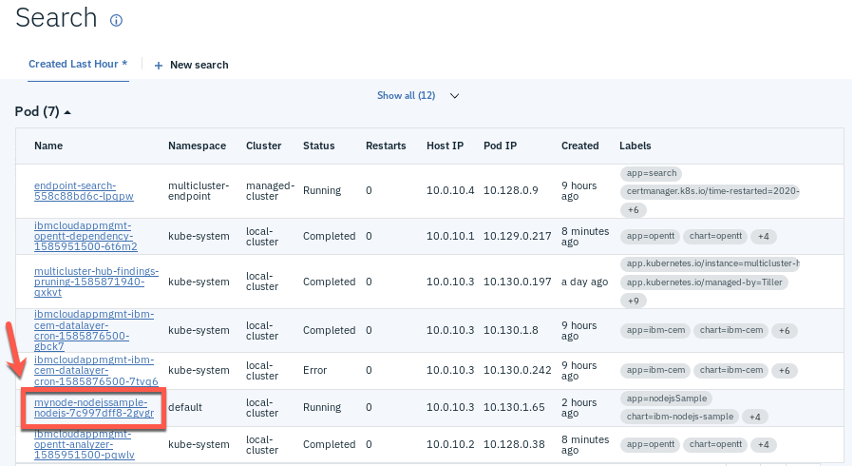 Search
Created Last Hour *
+ New search
Show all (12)
Pod (7)
Name Namespace Cluster Status Restarts Host IP Pod IP Created Labels
endpoint-search-558c88bd6c-lpqpw multicluster-endpoint managed-cluster Running 0 10.0.10.4 10.128.0.9 9 hours ago app=search certmanager.k8s.io/time-restarted=2020- +6
ibmcloudappmgmt-opentt-dependency-1585951500-6t6m2 kube-system local-cluster Completed 0 10.0.10.1 10.129.0.217 8 minutes ago app=opentt chart=opentt +4
multicluster-hub-findings-pruning-1585871940-qxkvt kube-system local-cluster Completed 0 10.0.10.3 10.130.0.197 a day ago app.kubernetes.io/instance=multicluster-h app.kubernetes.io/managed-by=Tiller +9
ibmcloudappmgmt-ibm-cem-datalayer-cron-1585876500-gbck7 kube-system local-cluster Completed 0 10.0.10.3 10.130.1.8 9 hours ago app=ibm-cem chart=ibm-cem +6
ibmcloudappmgmt-ibm-cem-datalayer-cron-1585876500-7tvq6 kube-system local-cluster Error 0 10.0.10.3 10.130.0.242 9 hours ago app=ibm-cem chart=ibm-cem +6
mynode-nodejssample-nodejs-7c997dff8-2gvgr default local-cluster Running 0 10.0.10.3 10.130.1.65 2 hours ago app=nodejsSample chart=ibm-nodejs-sample +4
ibmcloudappmgmt-opentt-analyzer-1585951500-pqwlv kube-system local-cluster Completed 0 10.0.10.2 10.128.0.38 8 minutes ago app=opentt chart=opentt +4